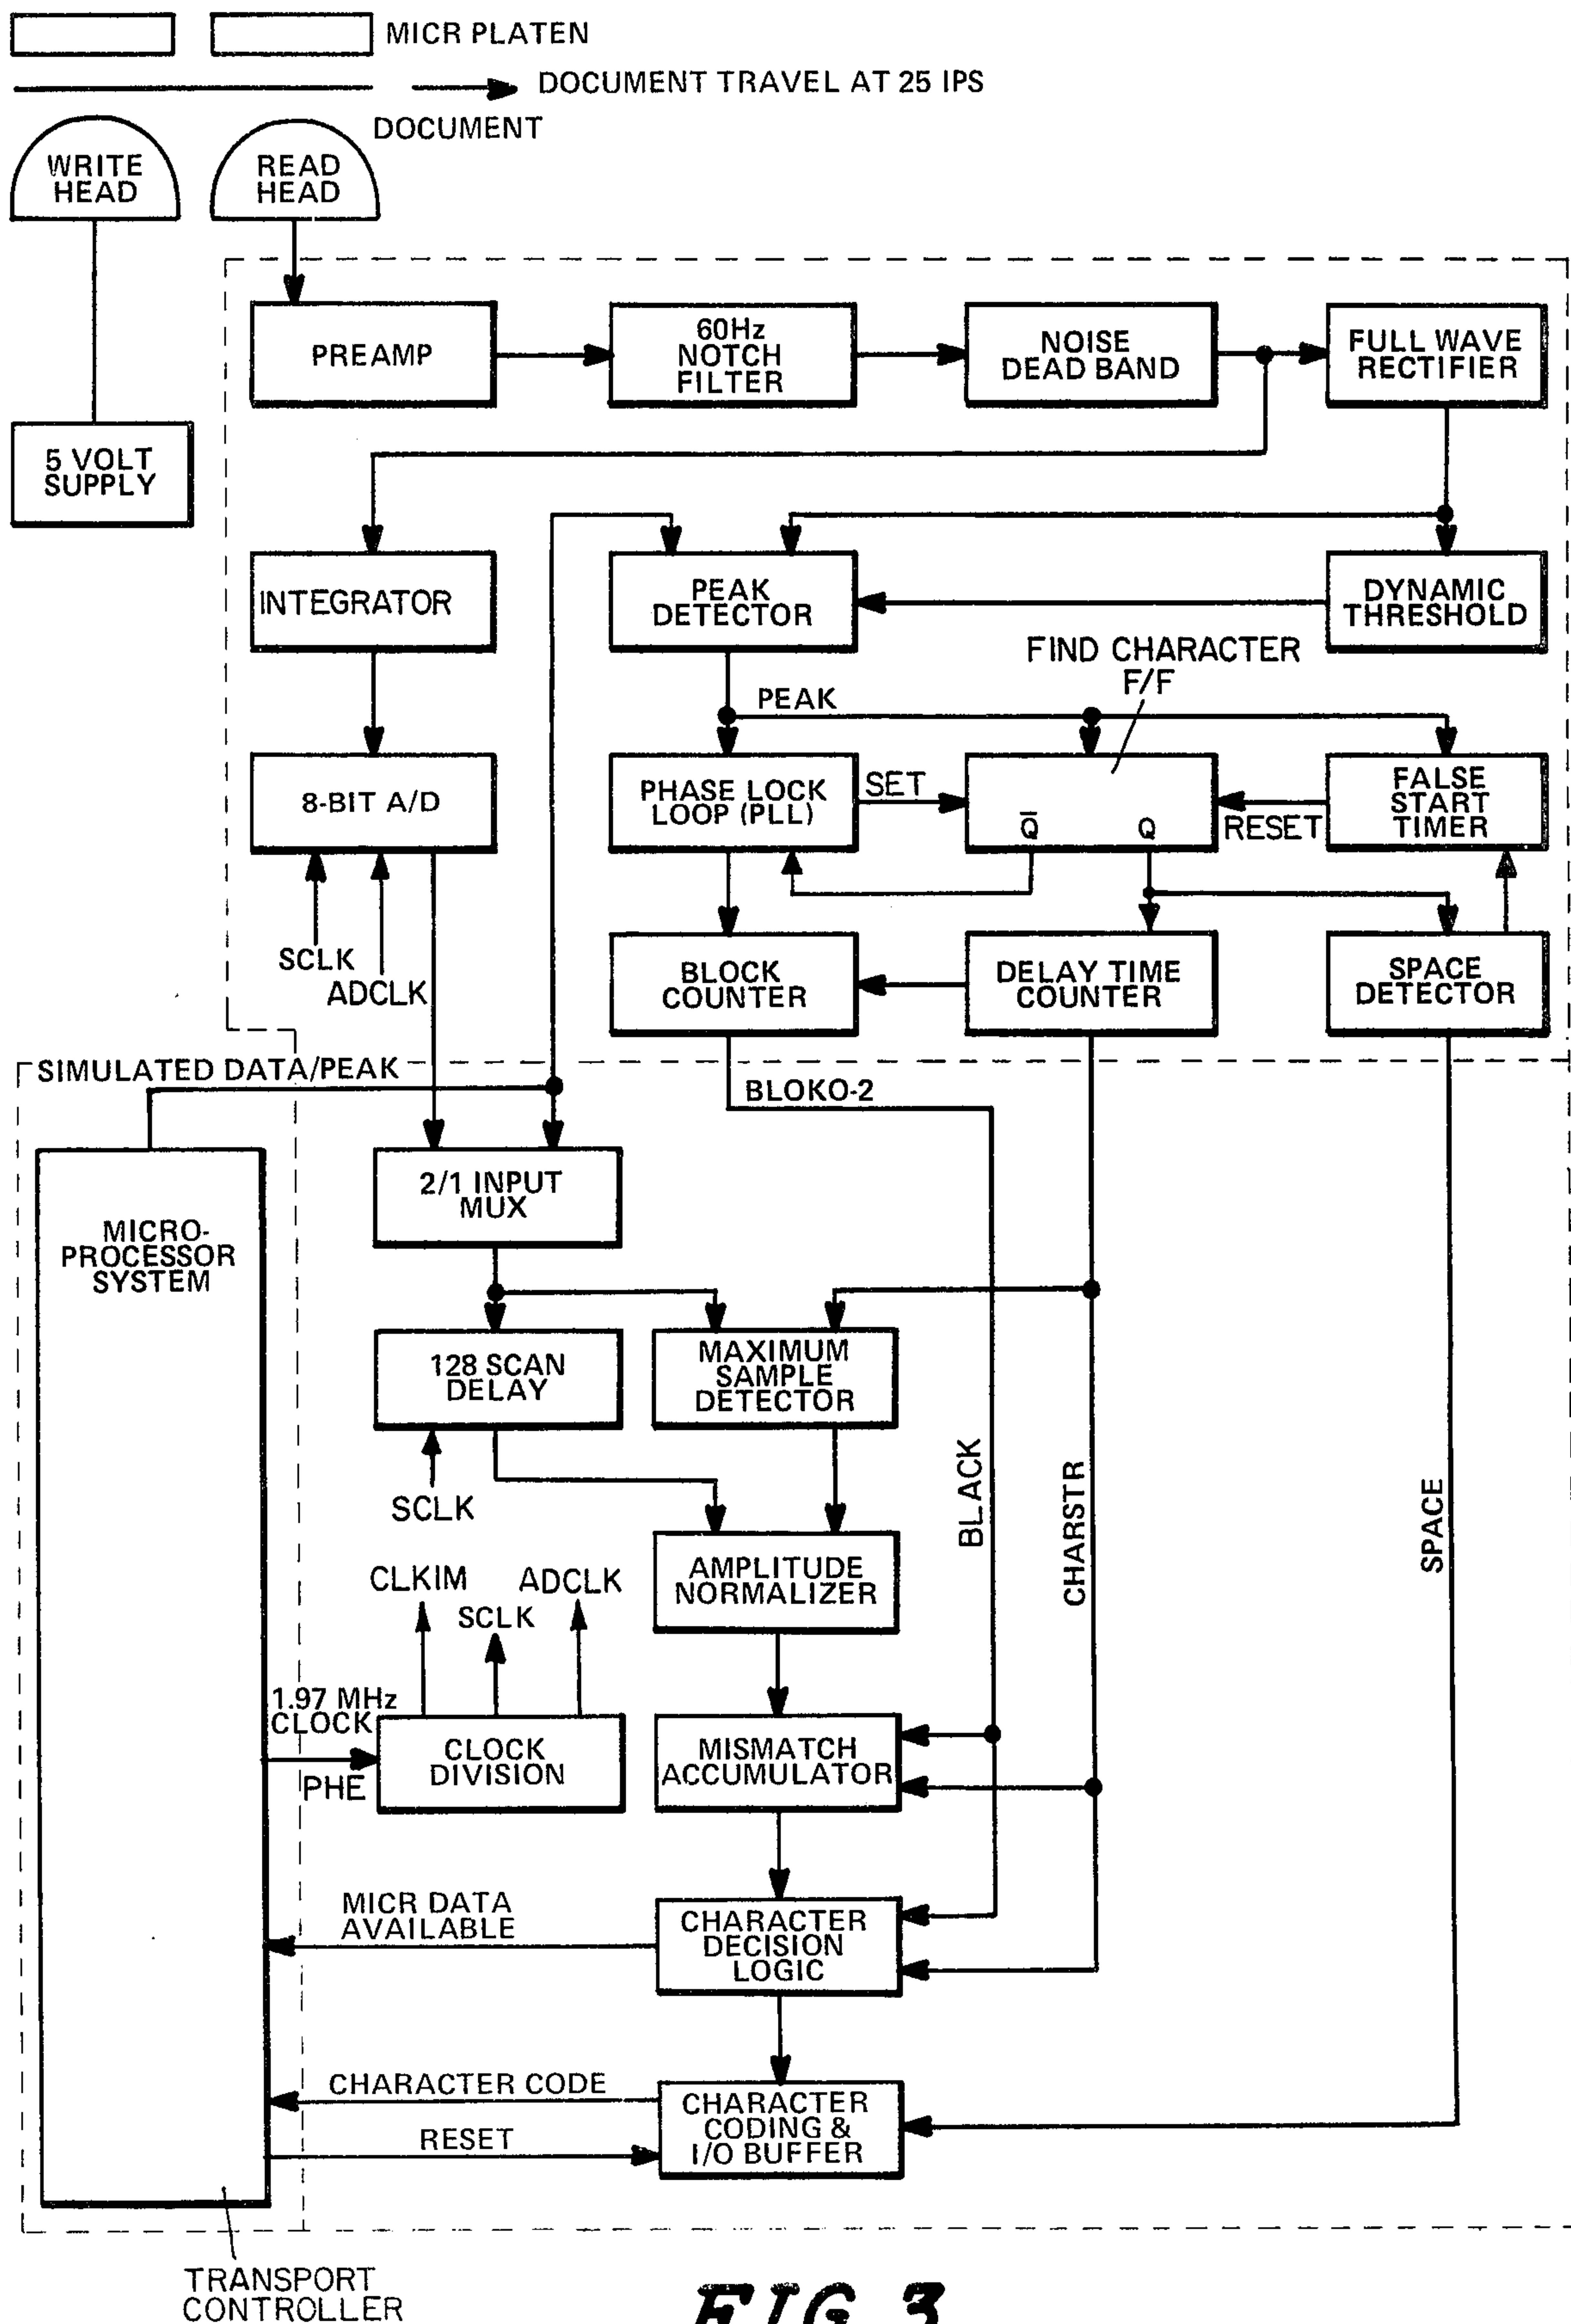 MICR PLATEN
DOCUMENT TRAVEL AT 25 IPS
DOCUMENT
WRITE
HEAD
READ
HEAD
5 VOLT
SUPPLY
PREAMP
60Hz
NOTCH
FILTER
NOISE
DEAD BAND
FULL WAVE
RECTIFIER
INTEGRATOR
PEAK
DETECTOR
DYNAMIC
THRESHOLD
FIND CHARACTER
F/F
PEAK
8-BIT A/D
PHASE LOCK
LOOP (PLL)
SET
Q̅
Q
RESET
FALSE
START
TIMER
SCLK
ADCLK
BLOCK
COUNTER
DELAY TIME
COUNTER
SPACE
DETECTOR
SIMULATED DATA/PEAK
BLOKO-2
MICRO-
PROCESSOR
SYSTEM
2/1 INPUT
MUX
128 SCAN
DELAY
MAXIMUM
SAMPLE
DETECTOR
SCLK
BLACK
CHARSTR
SPACE
AMPLITUDE
NORMALIZER
CLKIM
SCLK
ADCLK
1.97 MHz
CLOCK
PHE
CLOCK
DIVISION
MISMATCH
ACCUMULATOR
MICR DATA
AVAILABLE
CHARACTER
DECISION
LOGIC
CHARACTER CODE
RESET
CHARACTER
CODING &
I/O BUFFER
TRANSPORT
CONTROLLER
FIG. 3